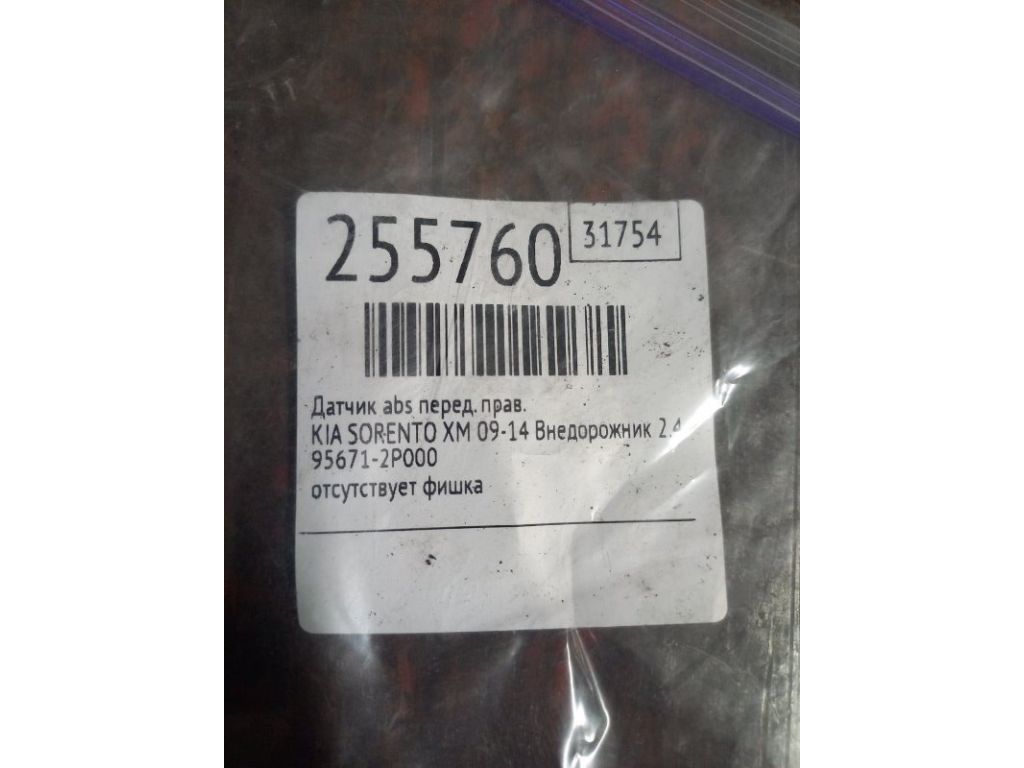 255760
31754
Датчик abs перед. прав.
KIA SORENTO XM 09-14 Внедорожник 2.4
95671-2P000
отсутствует фишка